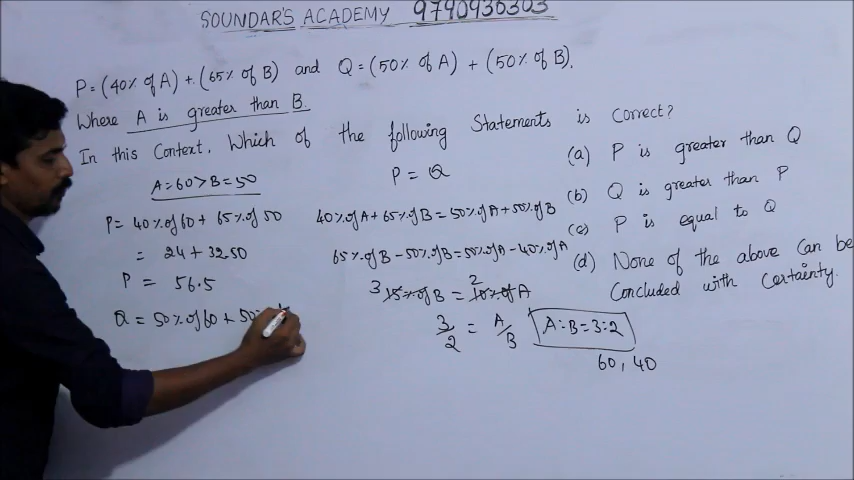 SOUNDAR'S ACADEMY 9740930303
P = (40% of A) + (65% of B) and Q = (50% of A) + (50% of B).
Where A is greater than B.
In this Context, Which of the following Statements is Correct?
(a) P is greater than Q
(b) Q is greater than P
(c) P is equal to Q
(d) None of the above can be
Concluded with Certainty.
A=60 > B=50
P = 40% of 60 + 65% of 50
= 24 + 32.50
P = 56.5
Q = 50% of 60 + 50%
P = Q
40% of A + 65% of B = 50% of A + 50% of B
65% of B - 50% of B = 50% of A - 40% of A
3 15% of B = 2 10% of A
3/2 = A/B
A:B = 3:2
60, 40